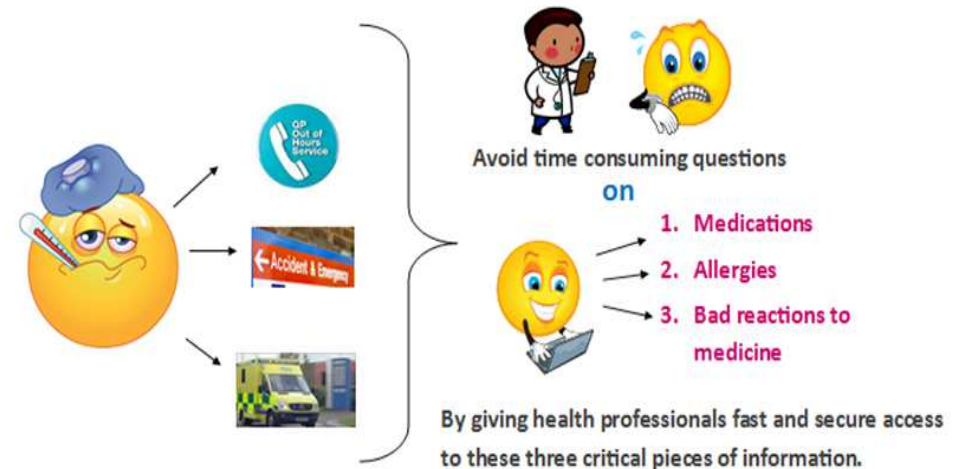 GP
Out of
Hours
Service
Accident & Emergency
Avoid time consuming questions
on
1. Medications
2. Allergies
3. Bad reactions to
medicine
By giving health professionals fast and secure access
to these three critical pieces of information.